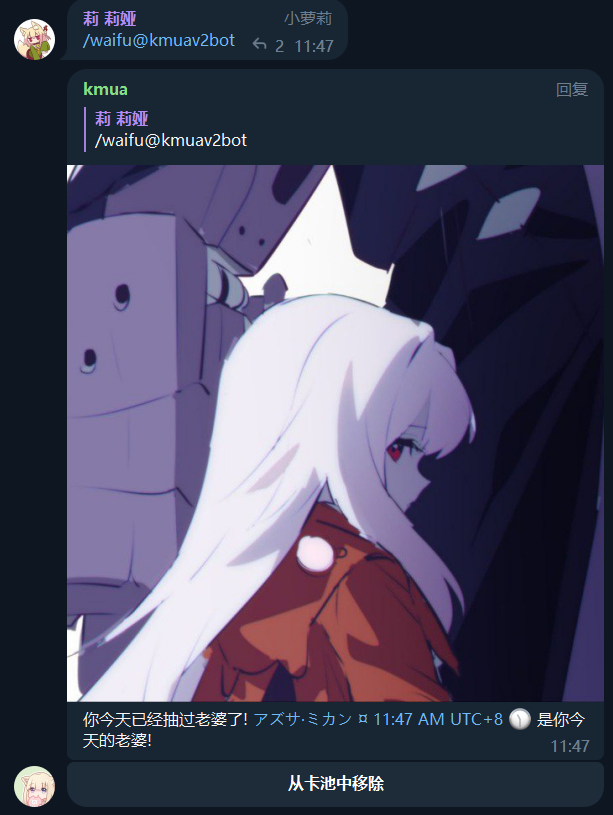 莉 莉娅 小萝莉
/waifu@kmuav2bot 2 11:47
kmua 回复
莉 莉娅
/waifu@kmuav2bot
你今天已经抽过老婆了! アズサ·ミカン ¤ 11:47 AM UTC+8 🕦 是你今
天的老婆!
11:47
从卡池中移除